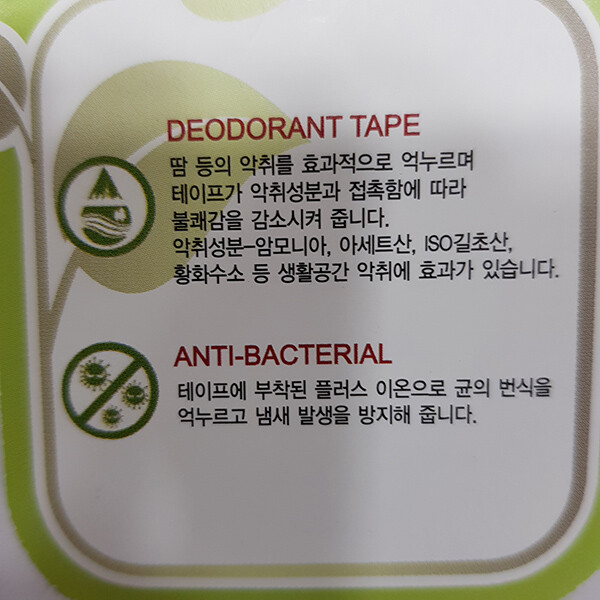 DEODORANT TAPE
땀 등의 악취를 효과적으로 억누르며
테이프가 악취성분과 접촉함에 따라
불쾌감을 감소시켜 줍니다.
악취성분-암모니아, 아세트산, ISO길초산,
황화수소 등 생활공간 악취에 효과가 있습니다.
ANTI-BACTERIAL
테이프에 부착된 플러스 이온으로 균의 번식을
억누르고 냄새 발생을 방지해 줍니다.